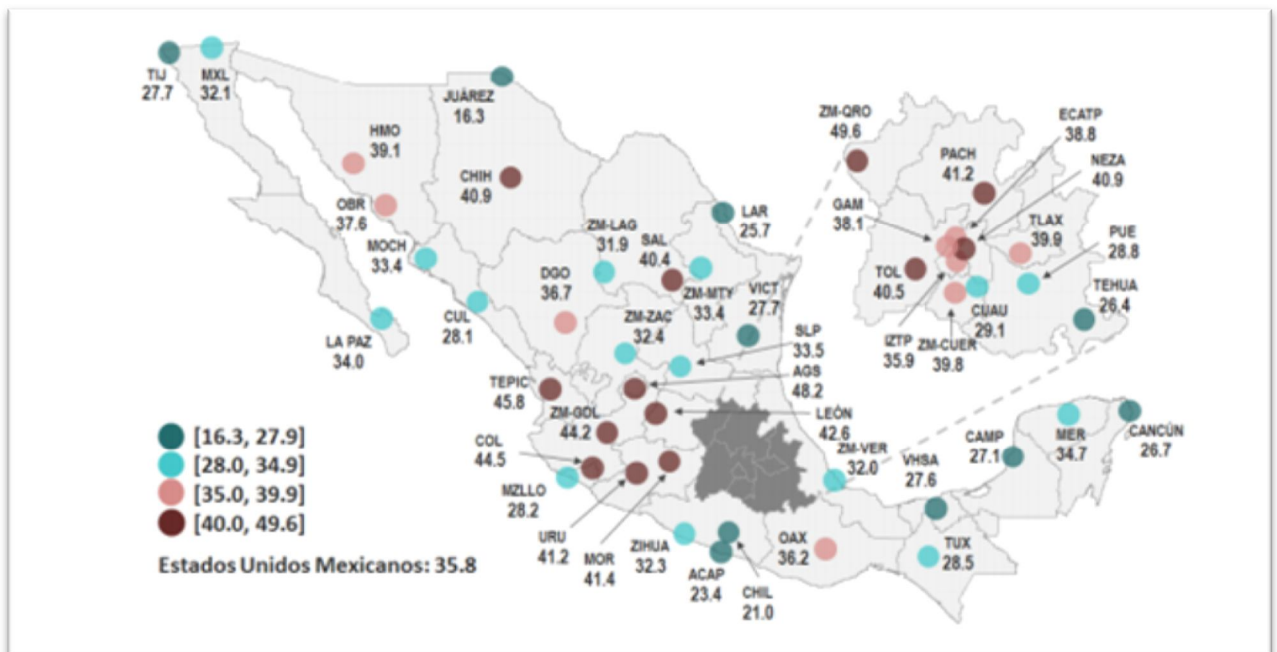 TIJ
27.7
MXL
32.1
JUÁREZ
16.3
HMO
39.1
CHIH
40.9
OBR
37.6
MOCH
33.4
LA PAZ
34.0
CUL
28.1
DGO
36.7
ZM-LAG
31.9
SAL
40.4
LAR
25.7
ZM-MTY
33.4
VICT
27.7
ZM-ZAC
32.4
SLP
33.5
AGS
48.2
LEÓN
42.6
TEPIC
45.8
ZM-GDL
44.2
COL
44.5
MZLLO
28.2
URU
41.2
MOR
41.4
ZIHUA
32.3
ACAP
23.4
CHIL
21.0
OAX
36.2
ZM-VER
32.0
VHSA
27.6
TUX
28.5
CAMP
27.1
MER
34.7
CANCÚN
26.7
ZM-QRO
49.6
PACH
41.2
ECATP
38.8
NEZA
40.9
GAM
38.1
TLAX
39.9
PUE
28.8
TEHUA
26.4
TOL
40.5
IZTP
35.9
ZM-CUER
39.8
CUAU
29.1
[16.3, 27.9]
[28.0, 34.9]
[35.0, 39.9]
[40.0, 49.6]
Estados Unidos Mexicanos: 35.8